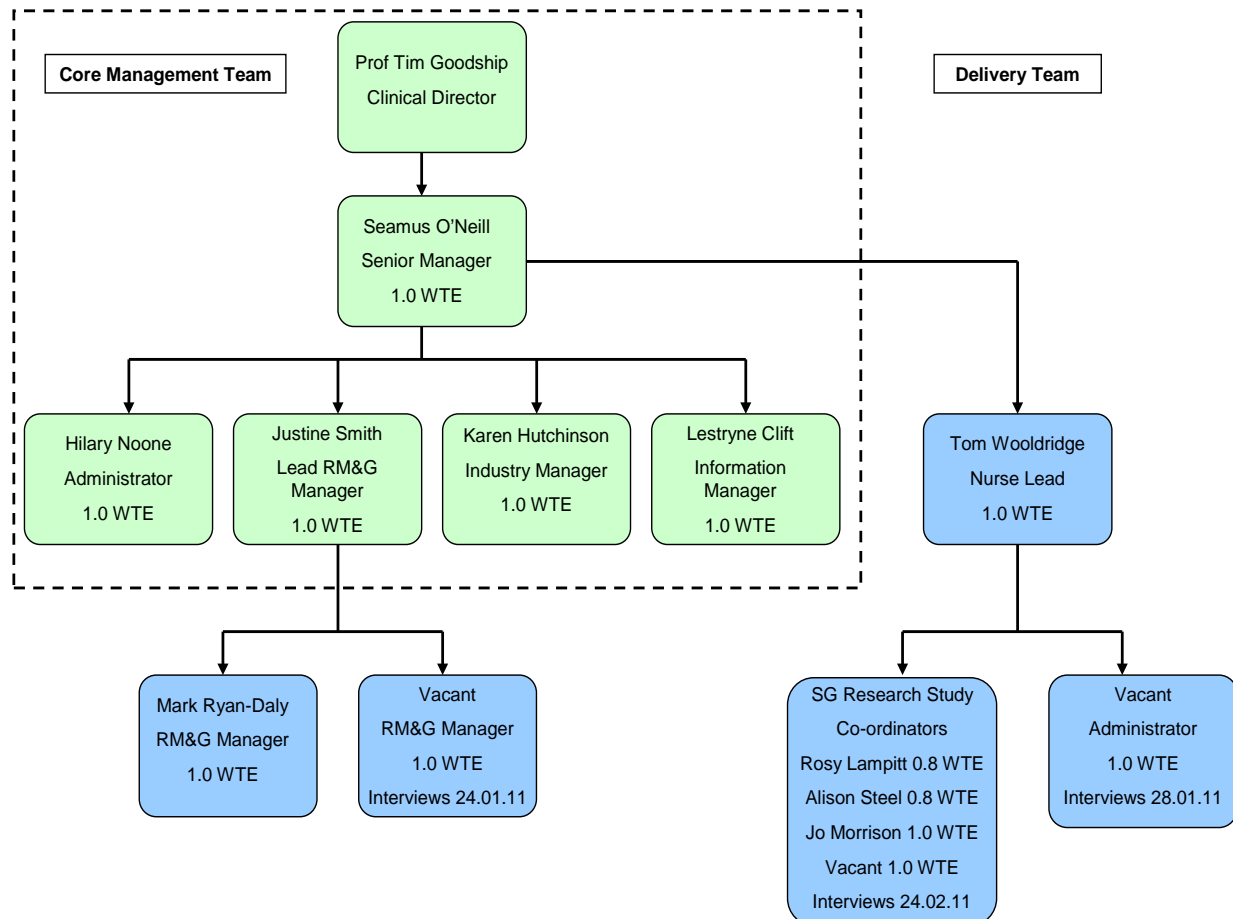 Core Management Team
Prof Tim Goodship
Clinical Director
Delivery Team
Seamus O’Neill
Senior Manager
1.0 WTE
Hilary Noone
Administrator
1.0 WTE
Justine Smith
Lead RM&G
Manager
1.0 WTE
Karen Hutchinson
Industry Manager
1.0 WTE
Lestryne Clift
Information
Manager
1.0 WTE
Tom Wooldridge
Nurse Lead
1.0 WTE
Mark Ryan-Daly
RM&G Manager
1.0 WTE
Vacant
RM&G Manager
1.0 WTE
Interviews 24.01.11
SG Research Study
Co-ordinators
Rosy Lampitt 0.8 WTE
Alison Steel 0.8 WTE
Jo Morrison 1.0 WTE
Vacant 1.0 WTE
Interviews 24.02.11
Vacant
Administrator
1.0 WTE
Interviews 28.01.11